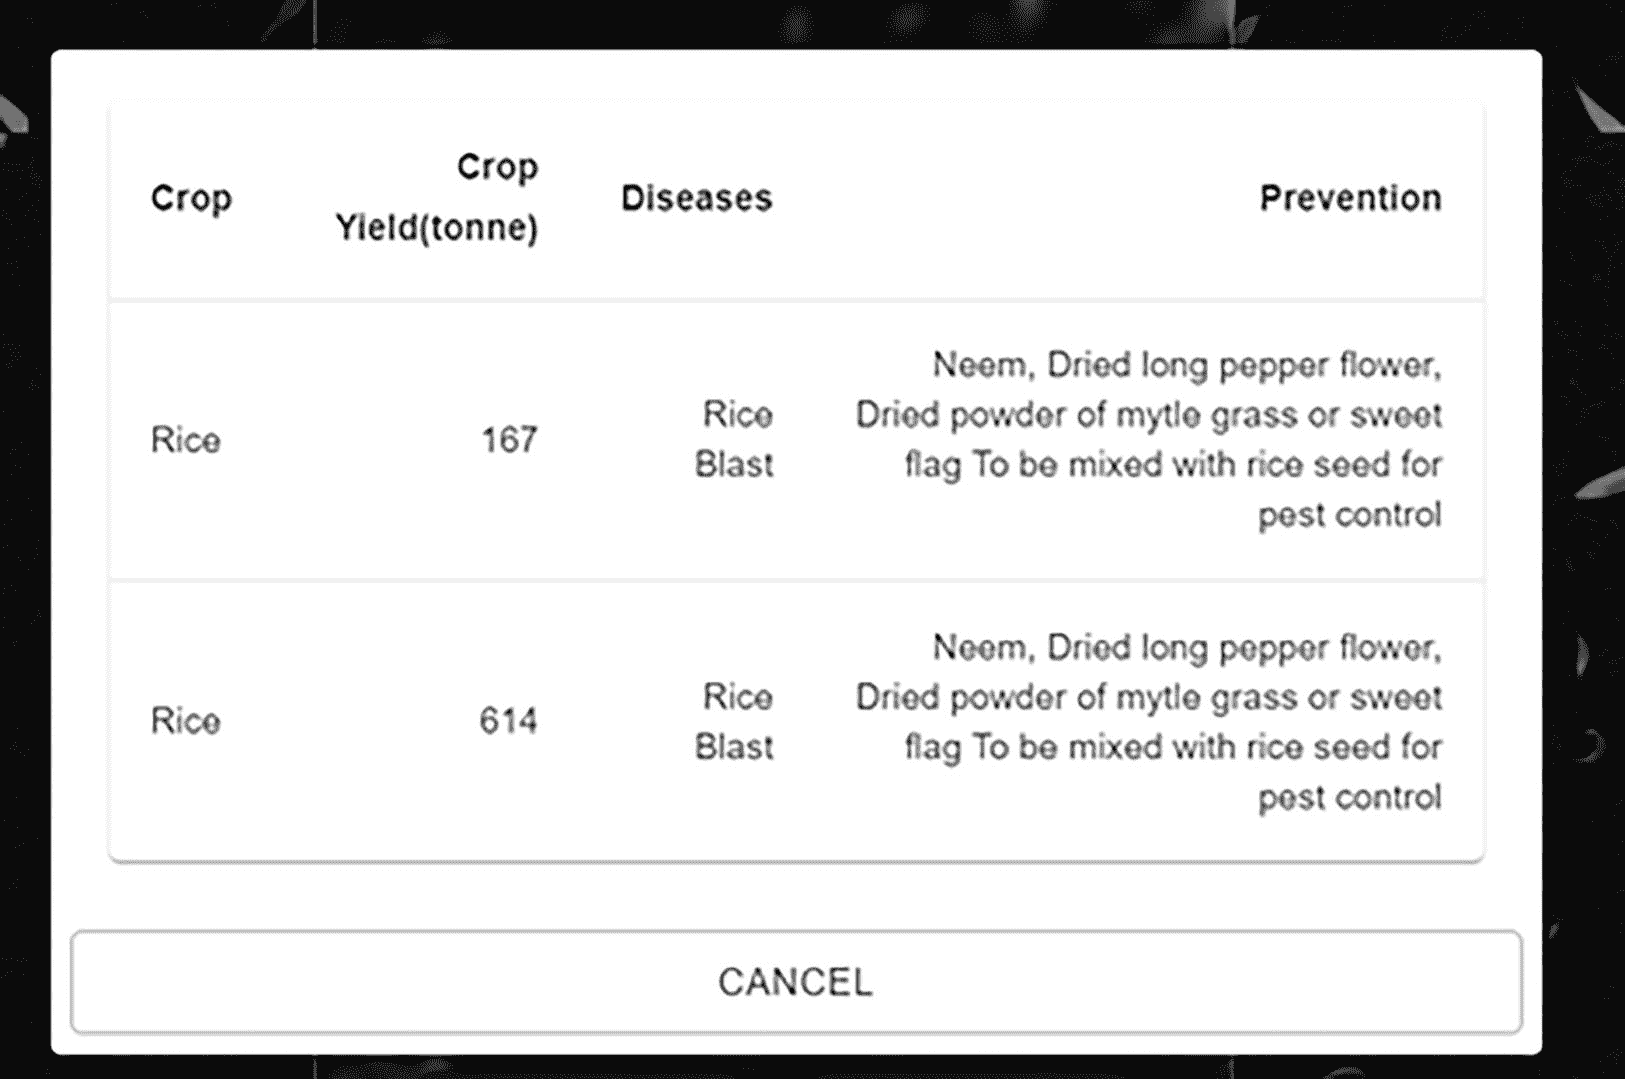 Crop
Crop
Yield(tonne)
Diseases
Prevention
Rice
167
Rice
Blast
Neem, Dried long pepper flower,
Dried powder of mytle grass or sweet
flag To be mixed with rice seed for
pest control
Rice
614
Rice
Blast
Neem, Dried long pepper flower,
Dried powder of mytle grass or sweet
flag To be mixed with rice seed for
pest control
CANCEL